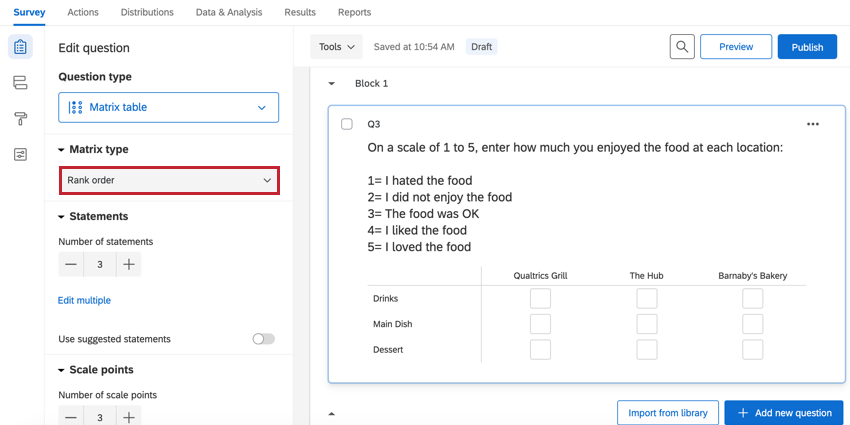 Survey Actions Distributions Data & Analysis Results Reports
Edit question
Tools Saved at 10:54 AM Draft Preview Publish
Question type
Matrix table
Matrix type
Rank order
Statements
Number of statements
3
Edit multiple
Use suggested statements
Scale points
Number of scale points
3
Block 1
Q3
On a scale of 1 to 5, enter how much you enjoyed the food at each location:
1= I hated the food
2= I did not enjoy the food
3= The food was OK
4= I liked the food
5= I loved the food
Qualtrics Grill The Hub Barnaby's Bakery
Drinks
Main Dish
Dessert
Import from library Add new question